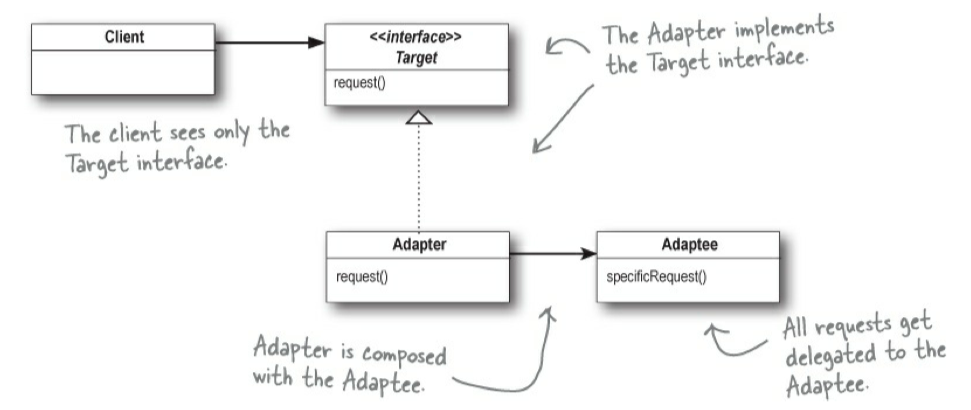 Client
<<interface>>
Target
request()
The Adapter implements
the Target interface.
The client sees only the
Target interface.
Adapter
request()
Adaptee
specificRequest()
Adapter is composed
with the Adaptee.
All requests get
delegated to the
Adaptee.